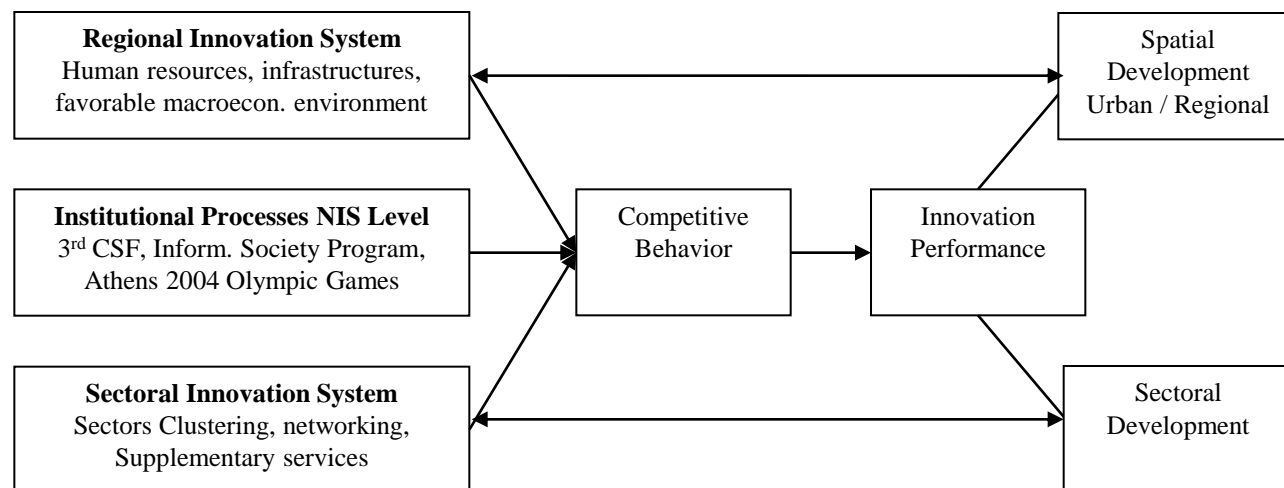 Regional Innovation System
Human resources, infrastructures,
favorable macroecon. environment
Spatial
Development
Urban / Regional
Institutional Processes NIS Level
3rd CSF, Inform. Society Program,
Athens 2004 Olympic Games
Competitive
Behavior
Innovation
Performance
Sectoral Innovation System
Sectors Clustering, networking,
Supplementary services
Sectoral
Development